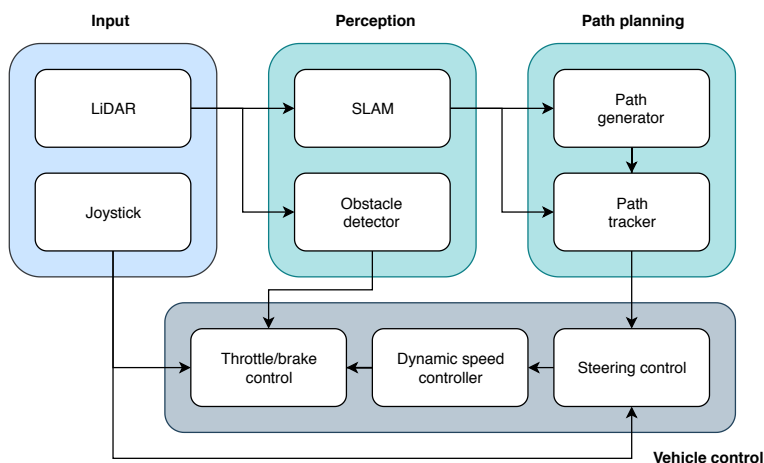 Input
Perception
Path planning
LiDAR
SLAM
Path
generator
Joystick
Obstacle
detector
Path
tracker
Throttle/brake
control
Dynamic speed
controller
Steering control
Vehicle control